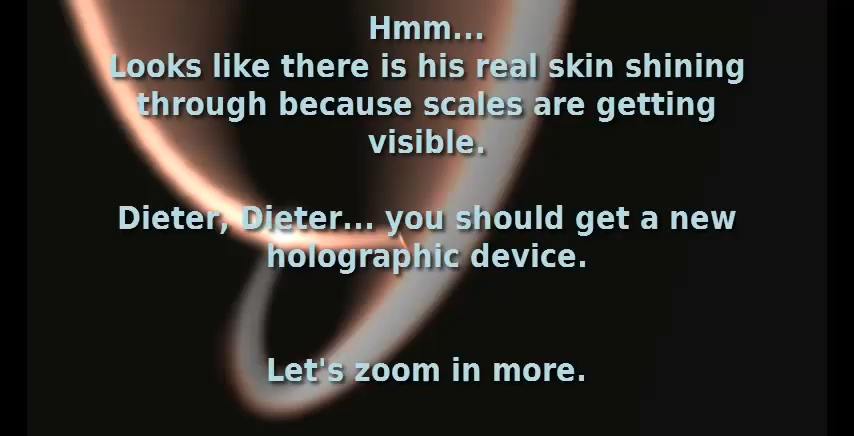 Hmm...
Looks like there is his real skin shining
through because scales are getting
visible.
Dieter, Dieter... you should get a new
holographic device.
Let's zoom in more.